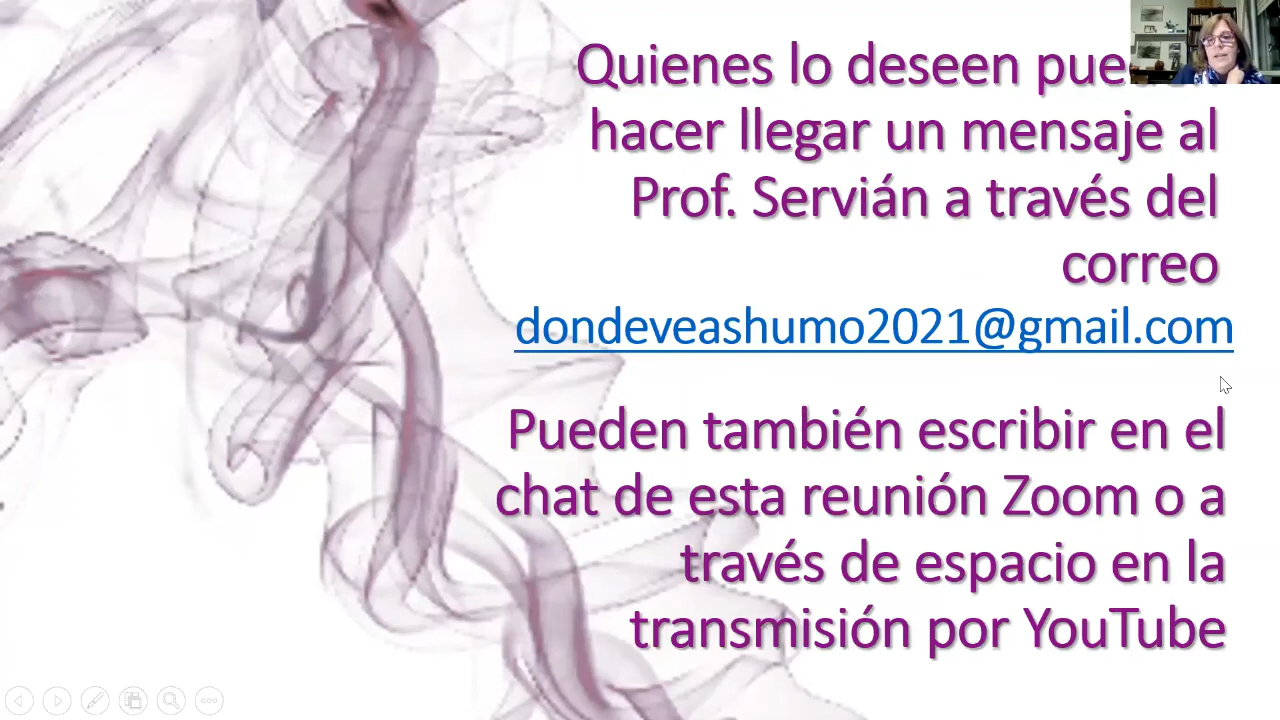 Quienes lo deseen
hacer llegar un mensaje al
Prof. Servián a través del
correo
dondeveashumo2021@gmail.com
Pueden también escribir en el
chat de esta reunión Zoom o a
través de espacio en la
transmisión por YouTube